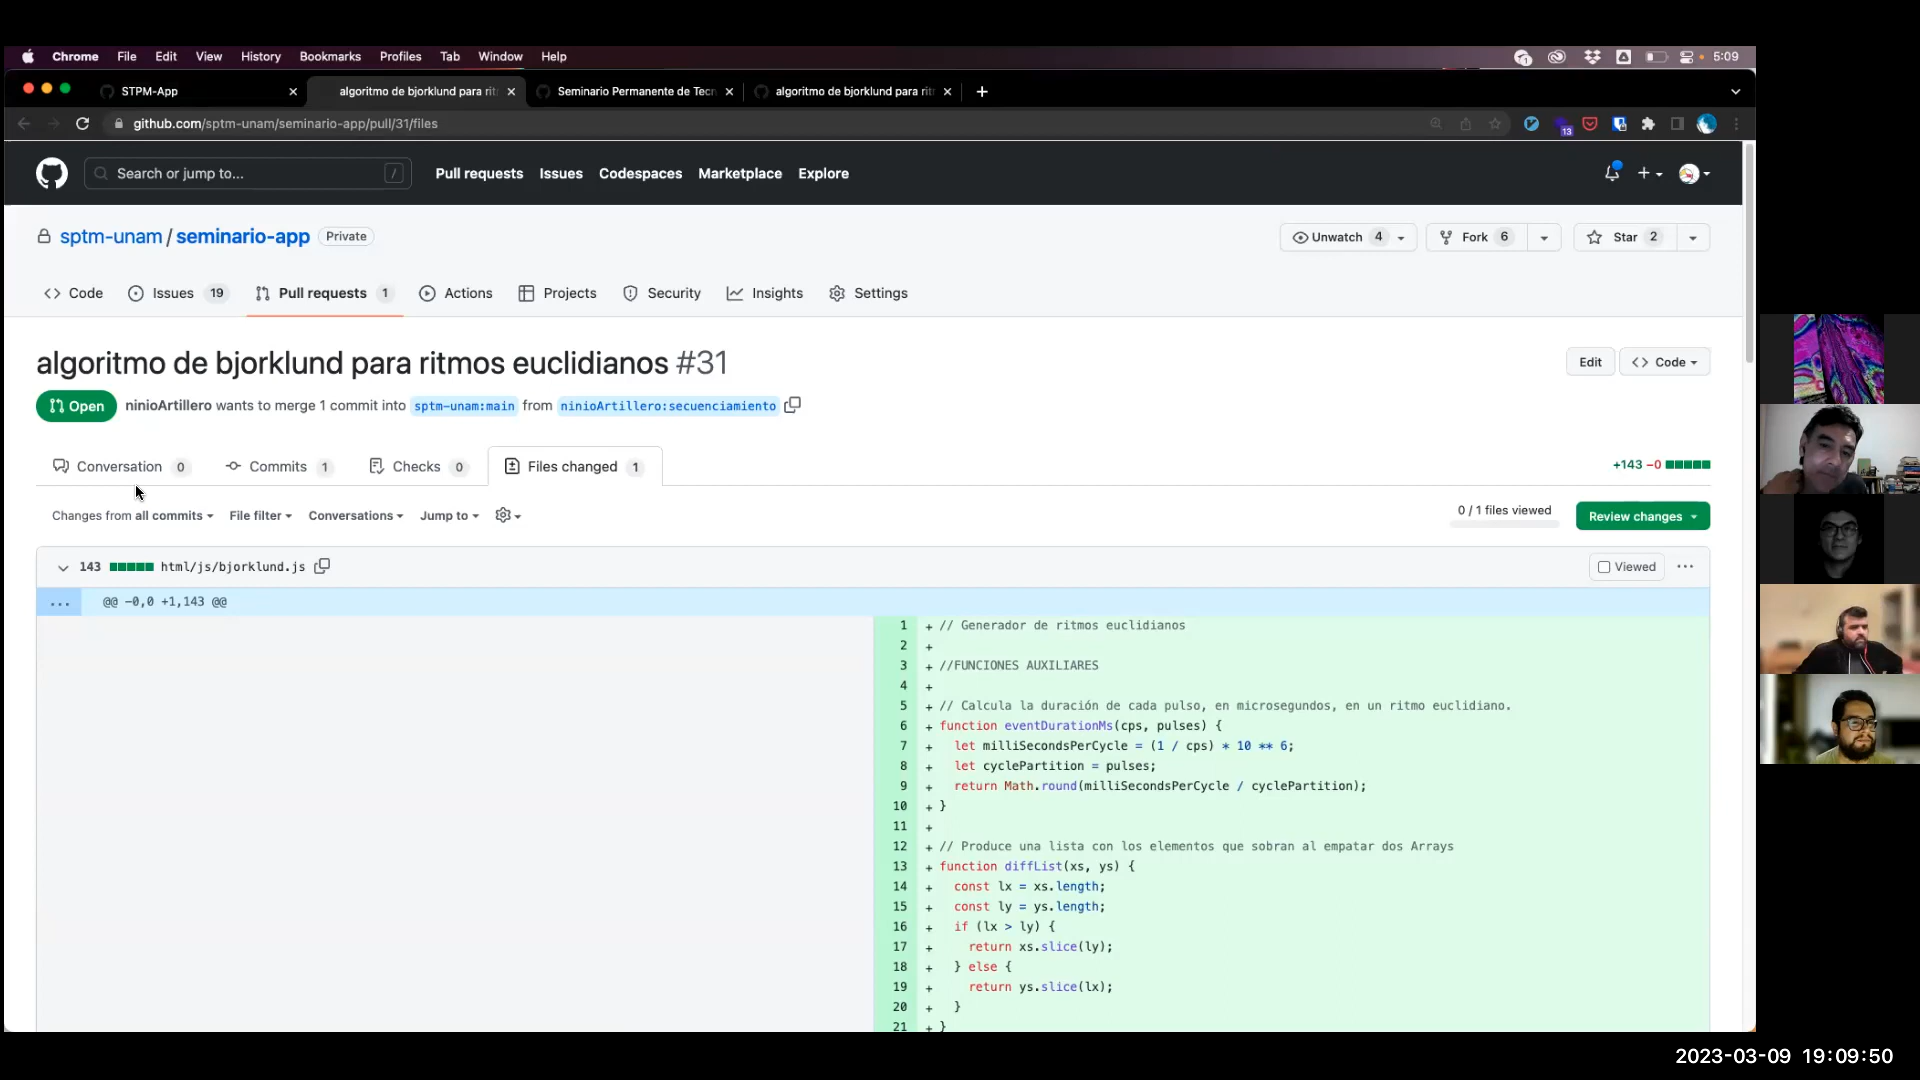 Chrome File Edit View History Bookmarks Profiles Tab Window Help 5:09
STPM-App
algoritmo de bjorklund para rit
Seminario Permanente de Tecn
algoritmo de bjorklund para rit
github.com/sptm-unam/seminario-app/pull/31/files
13
Search or jump to... /
Pull requests Issues Codespaces Marketplace Explore
sptm-unam / seminario-app Private
Unwatch 4 Fork 6 Star 2
Code Issues 19 Pull requests 1 Actions Projects Security Insights Settings
algoritmo de bjorklund para ritmos euclidianos #31
Edit <> Code
Open ninioArtillero wants to merge 1 commit into sptm-unam:main from ninioArtillero:secuenciamiento
Conversation 0 Commits 1 Checks 0 Files changed 1
+143 −0
Changes from all commits File filter Conversations Jump to
0 / 1 files viewed Review changes
143 html/js/bjorklund.js Viewed ...
... @@ -0,0 +1,143 @@
1 + // Generador de ritmos euclidianos
2 +
3 + //FUNCIONES AUXILIARES
4 +
5 + // Calcula la duración de cada pulso, en microsegundos, en un ritmo euclidiano.
6 + function eventDurationMs(cps, pulses) {
7 + let milliSecondsPerCycle = (1 / cps) * 10 ** 6;
8 + let cyclePartition = pulses;
9 + return Math.round(milliSecondsPerCycle / cyclePartition);
10 + }
11 +
12 + // Produce una lista con los elementos que sobran al empatar dos Arrays
13 + function diffList(xs, ys) {
14 + const lx = xs.length;
15 + const ly = ys.length;
16 + if (lx > ly) {
17 + return xs.slice(ly);
18 + } else {
19 + return ys.slice(lx);
20 + }
21 + }
2023-03-09 19:09:50